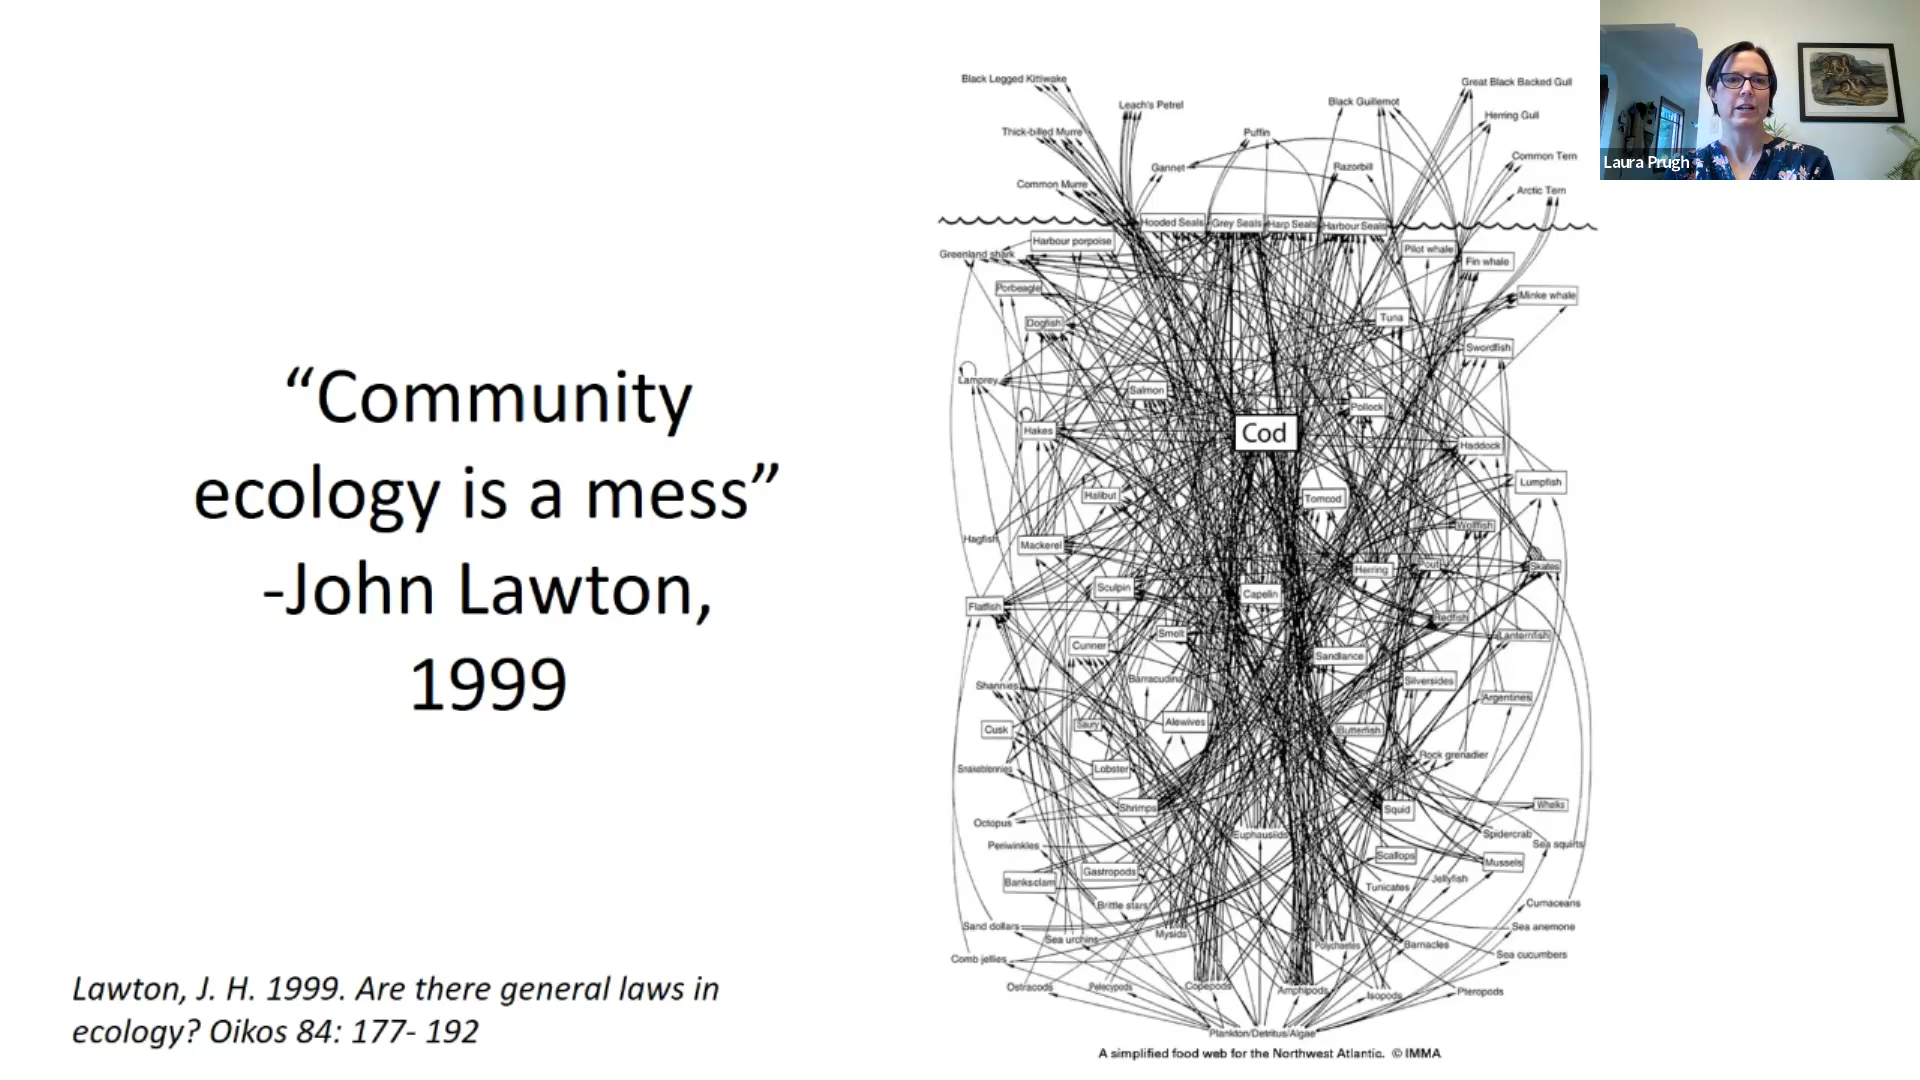 “Community
ecology is a mess”
-John Lawton,
1999
Lawton, J. H. 1999. Are there general laws in
ecology? Oikos 84: 177- 192
Black Legged Kittiwake
Great Black Backed Gull
Leach's Petrel
Black Guillemot
Herring Gull
Thick-billed Murre
Puffin
Gannet
Razorbill
Common Tern
Common Murre
Arctic Tern
Hooded Seals
Grey Seals
Harp Seals
Harbour Seals
Harbour porpoise
Pilot whale
Greenland shark
Fin whale
Porbeagle
Minke whale
Dogfish
Tuna
Swordfish
Lamprey
Salmon
Pollock
Hakes
Cod
Haddock
Lumpfish
Halibut
Tomcod
Wolffish
Hagfish
Mackerel
Herring
Pout
Skates
Sculpin
Capelin
Flatfish
Redfish
Smelt
Lanternfish
Cunner
Sandlance
Shannies
Barracudina
Silversides
Argentines
Cusk
Saury
Alewives
Butterfish
Rock grenadier
Snakeblennies
Lobster
Shrimps
Squid
Whelks
Octopus
Euphausiids
Spidercrab
Sea squirts
Periwinkles
Scallops
Mussels
Gastropods
Jellyfish
Banksclam
Tunicates
Brittle stars
Cumaceans
Sand dollars
Sea urchins
Mysids
Polychaetes
Barnacles
Sea anemone
Comb jellies
Sea cucumbers
Ostracods
Pelecypods
Copepods
Amphipods
Isopods
Pteropods
Plankton/Detritus/Algae
A simplified food web for the Northwest Atlantic. © IMMA
Laura Prugh